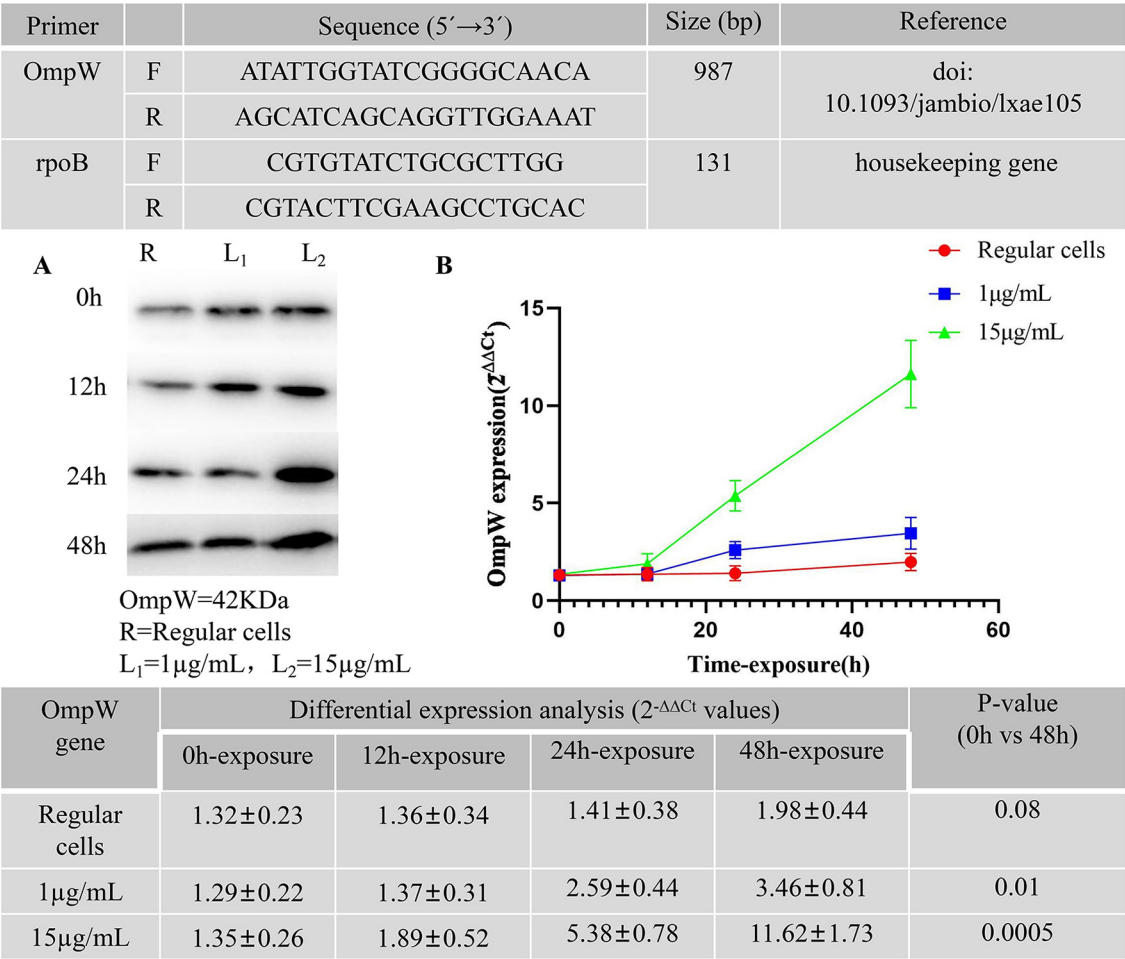 Primer Sequence (5´→3´) Size (bp) Reference
OmpW F ATATTGGTATCGGGGCAACA 987 doi:
10.1093/jambio/lxae105
R AGCATCAGCAGGTTGGAAAT
rpoB F CGTGTATCTGCGCTTGG 131 housekeeping gene
R CGTACTTCGAAGCCTGCAC
A R L₁ L₂
0h
12h
24h
48h
OmpW=42KDa
R=Regular cells
L₁=1μg/mL, L₂=15μg/mL
B
Regular cells
1μg/mL
15μg/mL
OmpW expression(2^ΔΔCt)
15
10
5
0
0 20 40 60
Time-exposure(h)
OmpW
gene
Differential expression analysis (2^-ΔΔCt values)
P-value
(0h vs 48h)
0h-exposure 12h-exposure 24h-exposure 48h-exposure
Regular
cells
1.32±0.23 1.36±0.34 1.41±0.38 1.98±0.44 0.08
1μg/mL 1.29±0.22 1.37±0.31 2.59±0.44 3.46±0.81 0.01
15μg/mL 1.35±0.26 1.89±0.52 5.38±0.78 11.62±1.73 0.0005